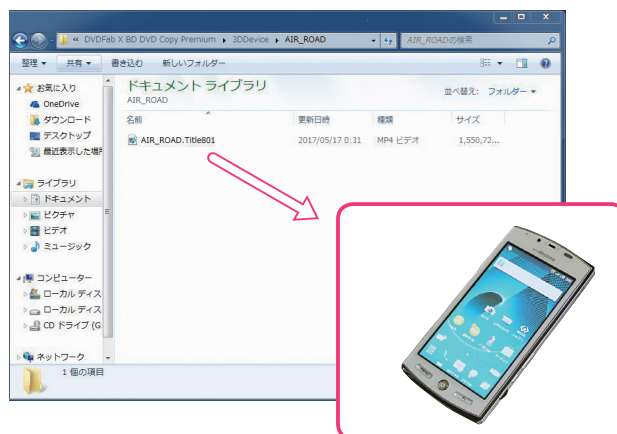 « DVDFab X BD DVD Copy Premium ▸ 3DDevice ▸ AIR_ROAD
AIR_ROADの検索
整理 ▼ 共有 ▼ 書き込む 新しいフォルダー
お気に入り
OneDrive
ダウンロード
デスクトップ
最近表示した場所
ライブラリ
ドキュメント
ピクチャ
ビデオ
ミュージック
コンピューター
ローカル ディス
ローカル ディス
CD ドライブ (G
ネットワーク
ドキュメント ライブラリ
AIR_ROAD
並べ替え: フォルダー ▼
名前 更新日時 種類 サイズ
AIR_ROAD.Title801 2017/05/17 0:31 MP4 ビデオ 1,550,72...
1 個の項目